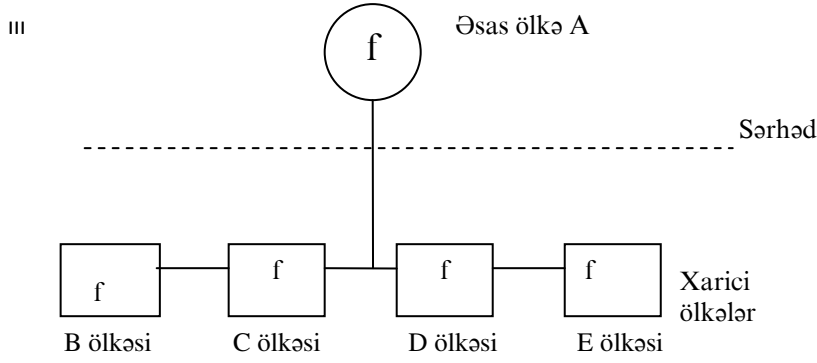 III
f
Əsas ölkə A
Sərhəd
f
f
f
f
Xarici
ölkələr
B ölkəsi
C ölkəsi
D ölkəsi
E ölkəsi